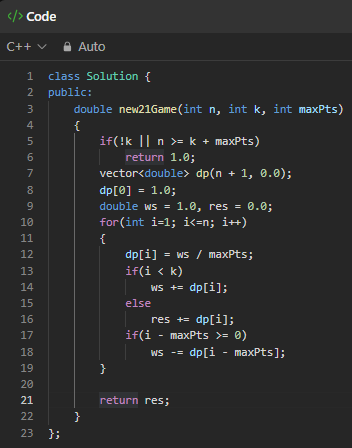 </> Code
C++ Auto
1 class Solution {
2 public:
3     double new21Game(int n, int k, int maxPts)
4     {
5         if(!k || n >= k + maxPts)
6             return 1.0;
7         vector<double> dp(n + 1, 0.0);
8         dp[0] = 1.0;
9         double ws = 1.0, res = 0.0;
10         for(int i=1; i<=n; i++)
11         {
12             dp[i] = ws / maxPts;
13             if(i < k)
14                 ws += dp[i];
15             else
16                 res += dp[i];
17             if(i - maxPts >= 0)
18                 ws -= dp[i - maxPts];
19         }
20
21         return res;
22     }
23 };